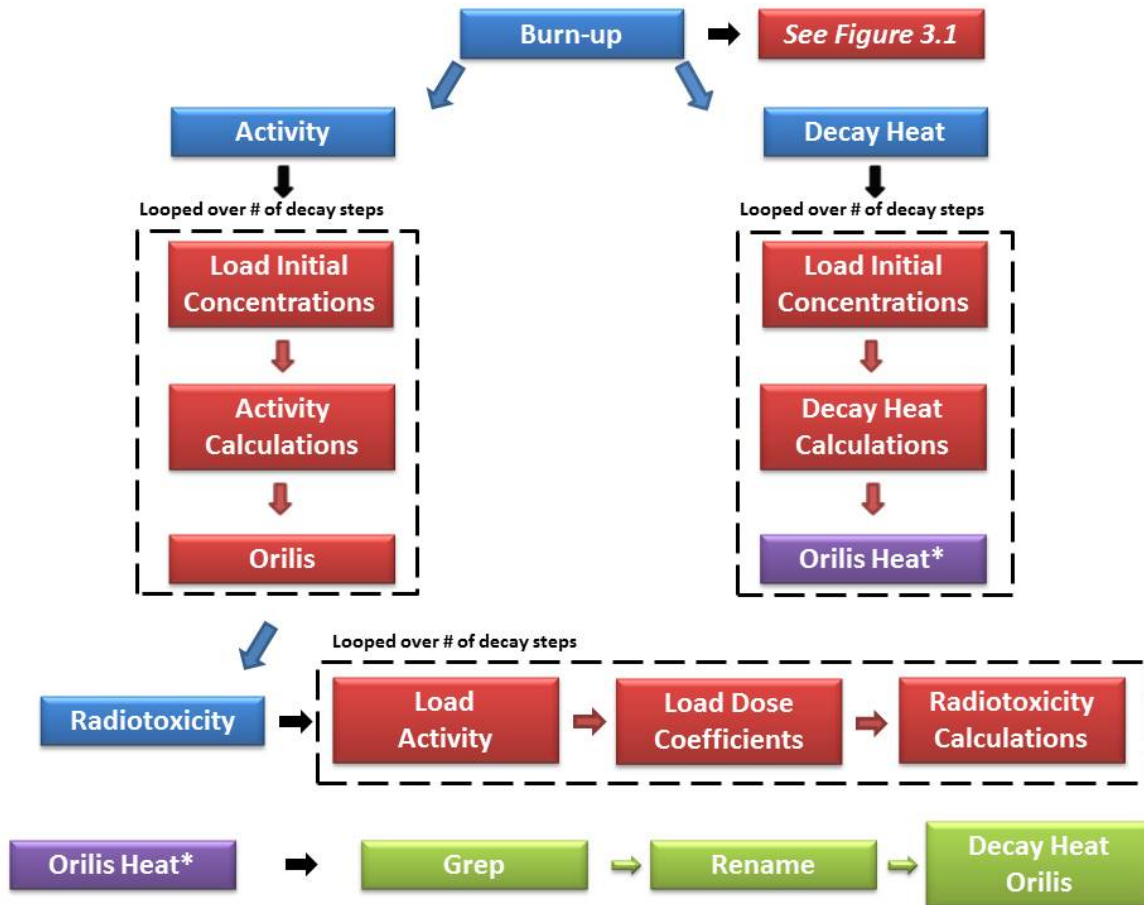 Burn-up
See Figure 3.1
Activity
Decay Heat
Looped over # of decay steps
Looped over # of decay steps
Load Initial
Concentrations
Load Initial
Concentrations
Activity
Calculations
Decay Heat
Calculations
Orilis
Orilis Heat*
Looped over # of decay steps
Radiotoxicity
Load
Activity
Load Dose
Coefficients
Radiotoxicity
Calculations
Orilis Heat*
Grep
Rename
Decay Heat
Orilis